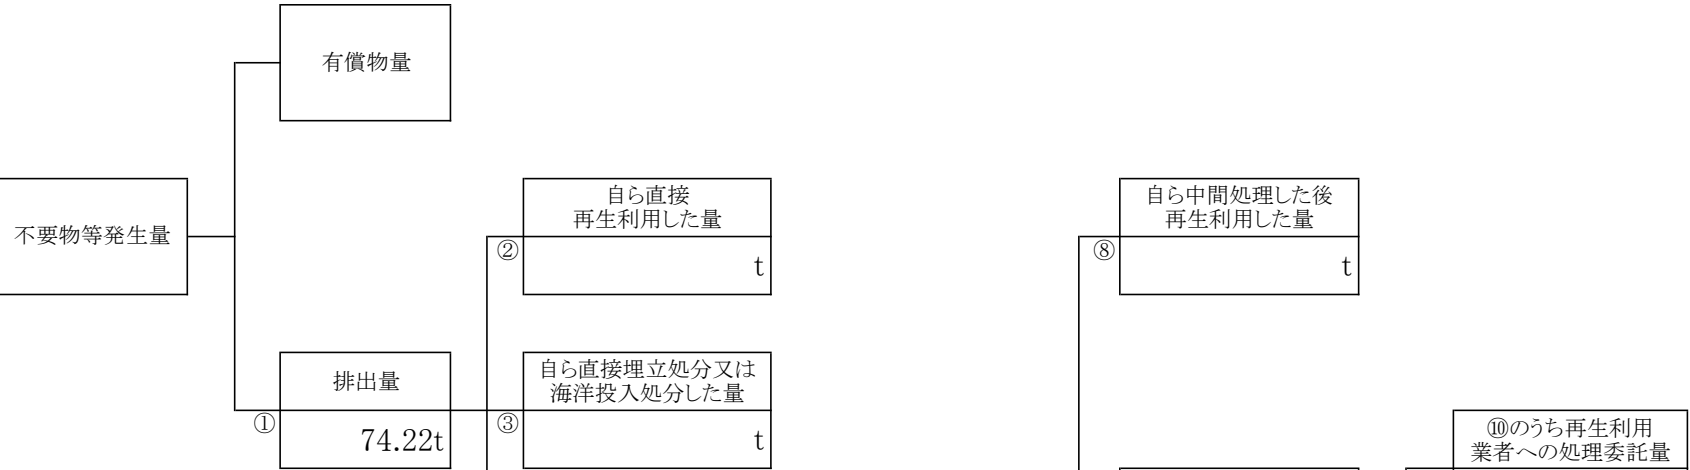 有償物量
不要物等発生量
自ら直接
再生利用した量
②
t
自ら中間処理した後
再生利用した量
⑧
t
排出量
①
74.22t
自ら直接埋立処分又は
海洋投入処分した量
③
t
⑩のうち再生利用
業者への処理委託量